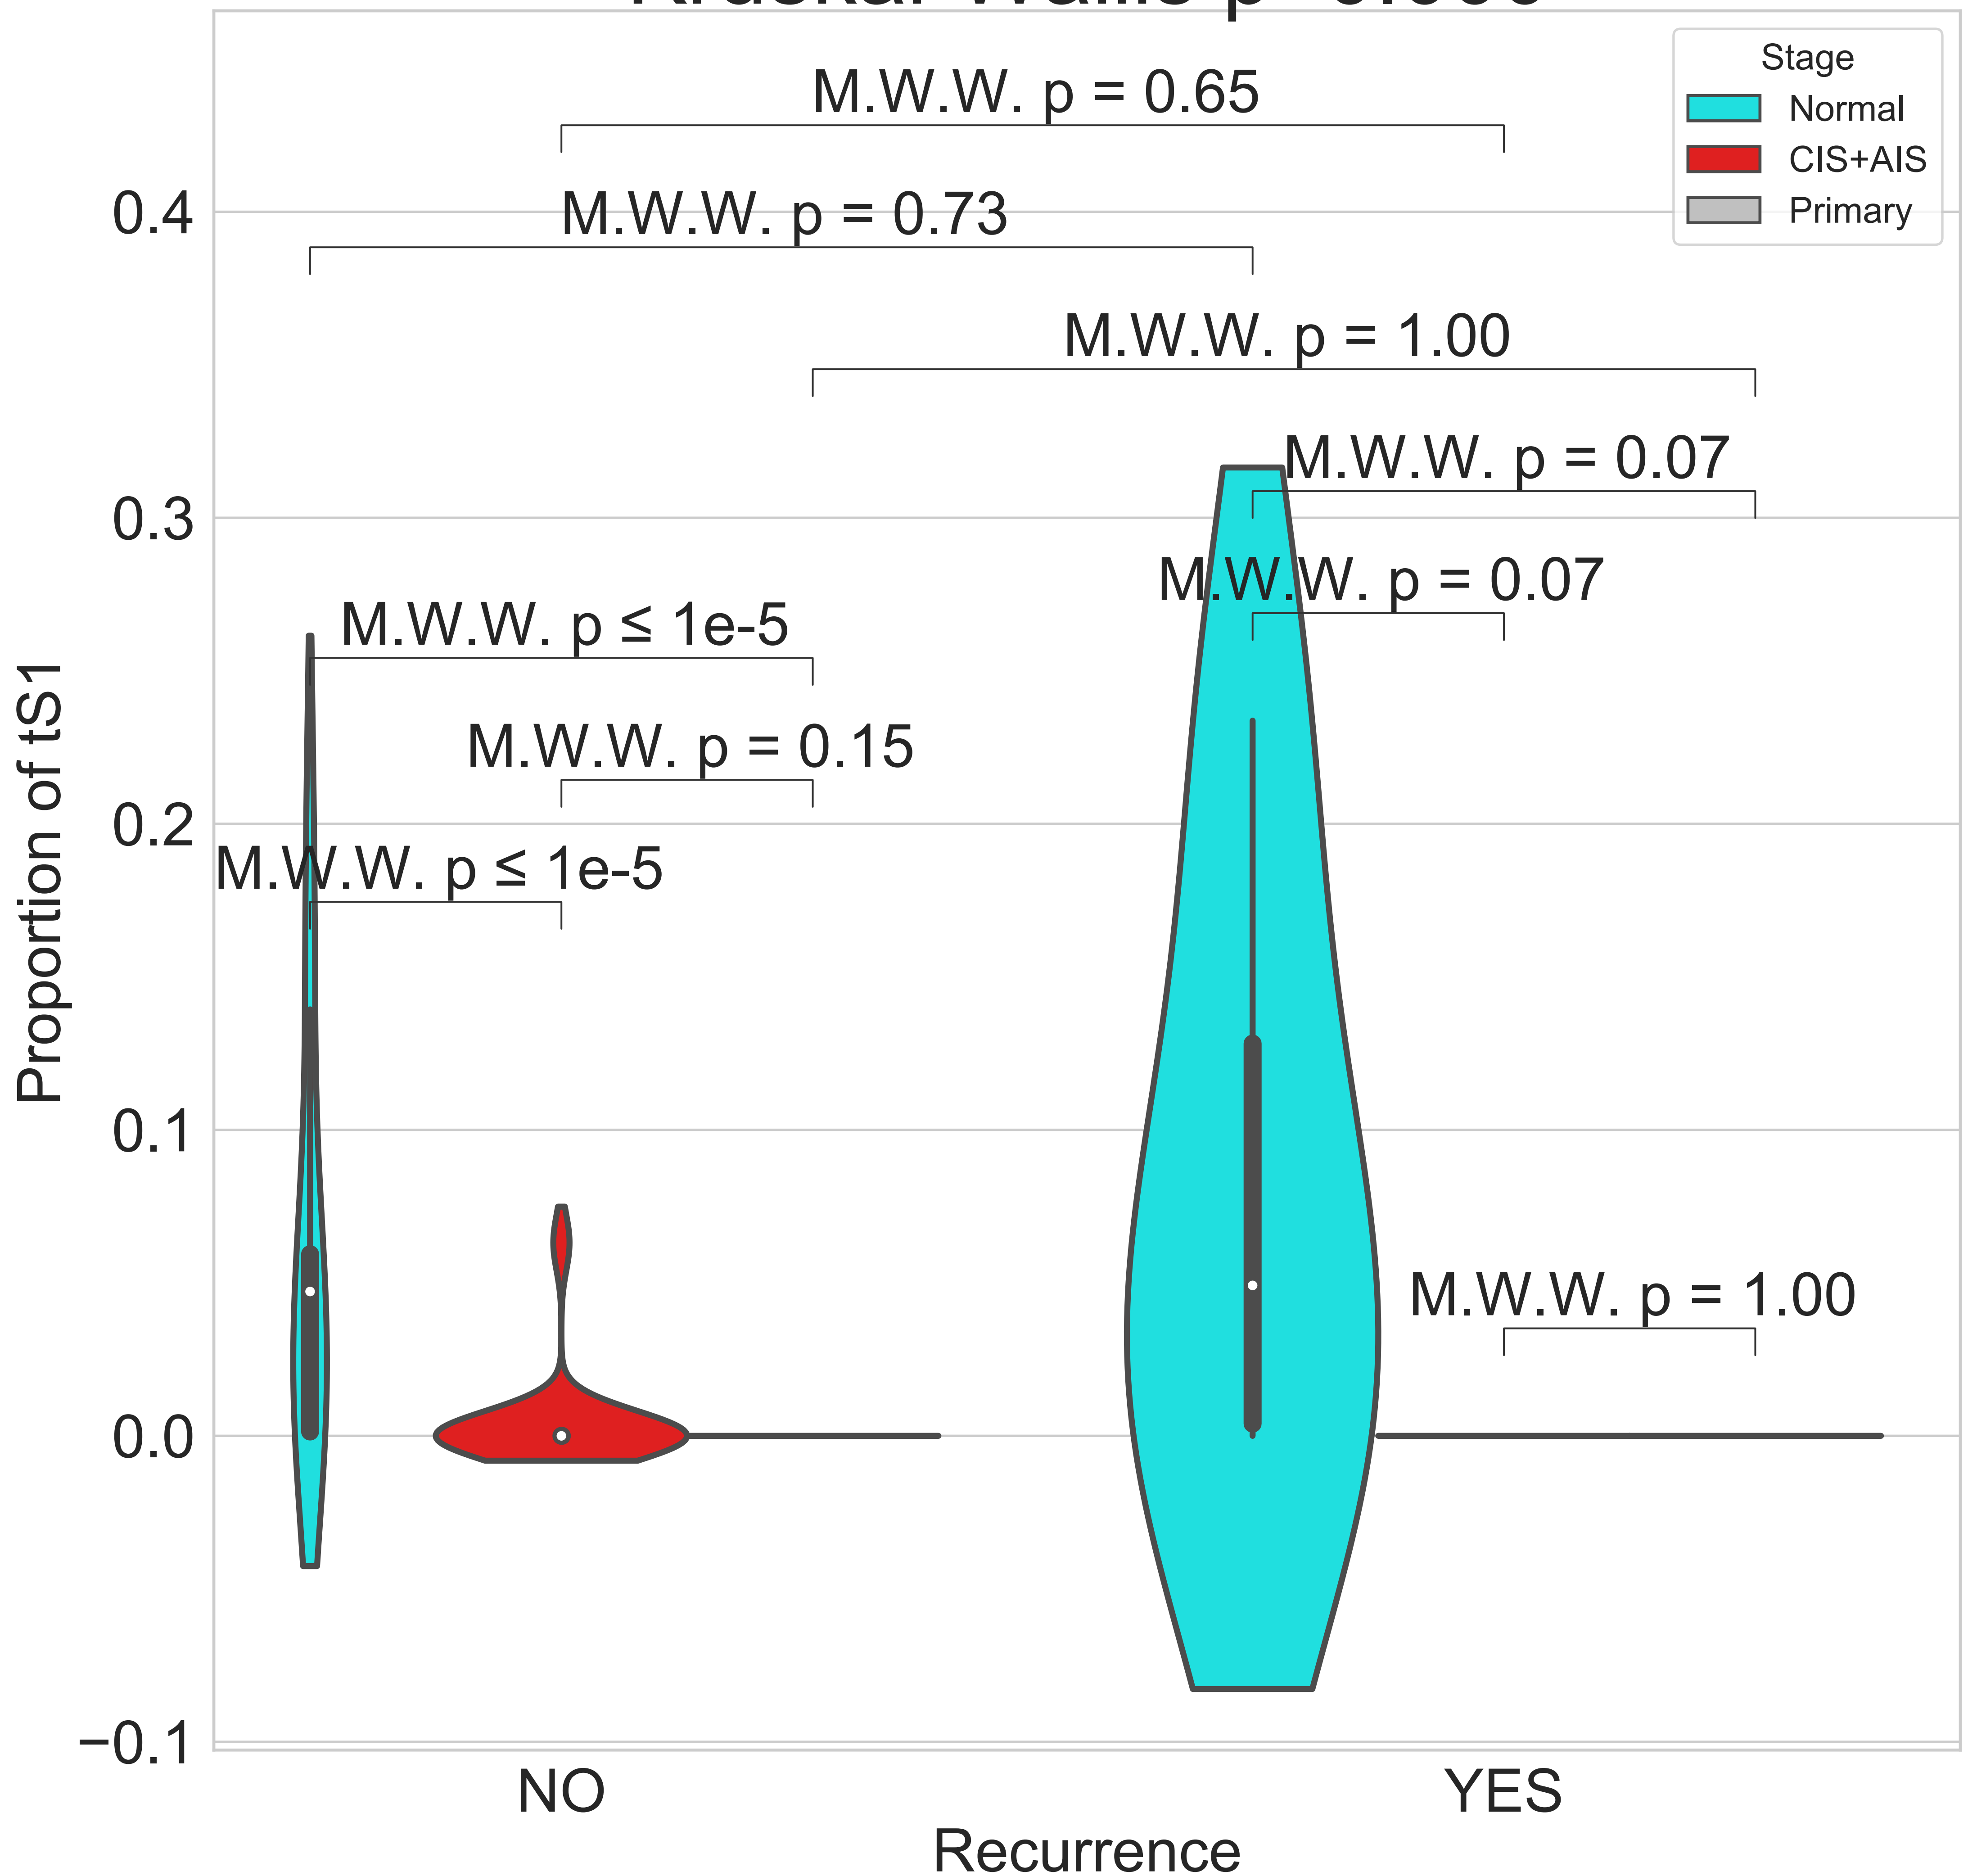 Stage
Normal
CIS+AIS
Primary
M.W.W. p = 0.65
M.W.W. p = 0.73
M.W.W. p = 1.00
M.W.W. p = 0.07
M.W.W. p = 0.07
M.W.W. p ≤ 1e-5
M.W.W. p = 0.15
M.W.W. p ≤ 1e-5
M.W.W. p = 1.00
0.4
0.3
0.2
0.1
0.0
−0.1
Proportion of tS1
NO
YES
Recurrence